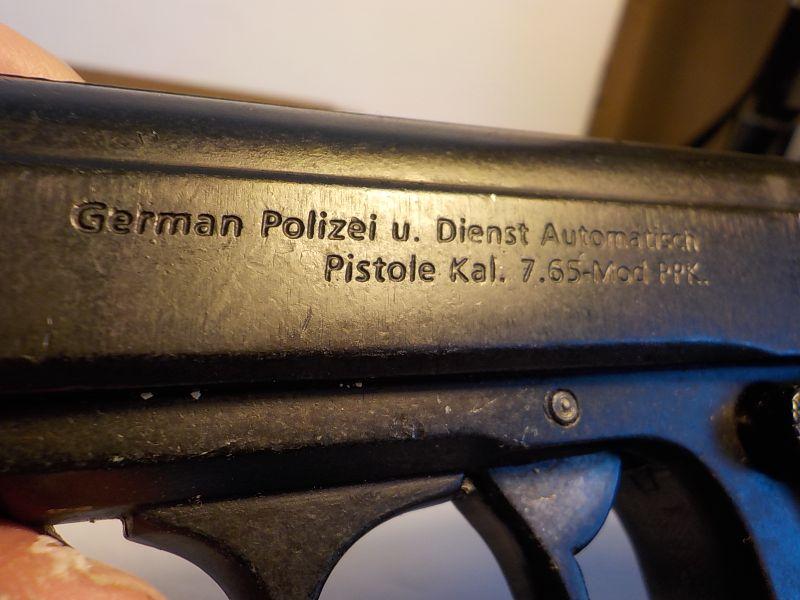 German Polizei u. Dienst Automatisch
Pistole Kal. 7.65-Mod PPK.